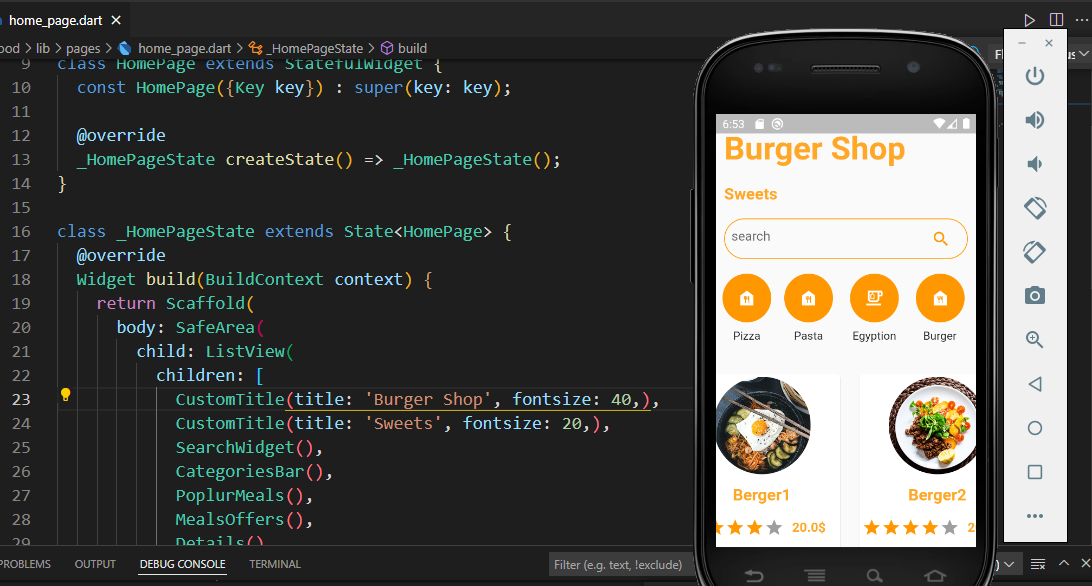 home_page.dart
ood > lib > pages > home_page.dart > _HomePageState > build
9 class HomePage extends StatefulWidget {
10 const HomePage({Key key}) : super(key: key);
11
12 @override
13 _HomePageState createState() => _HomePageState();
14 }
15
16 class _HomePageState extends State<HomePage> {
17 @override
18 Widget build(BuildContext context) {
19 return Scaffold(
20 body: SafeArea(
21 child: ListView(
22 children: [
23 CustomTitle(title: 'Burger Shop', fontsize: 40,),
24 CustomTitle(title: 'Sweets', fontsize: 20,),
25 SearchWidget(),
26 CategoriesBar(),
27 PoplurMeals(),
28 MealsOffers(),
29 Details()
PROBLEMS OUTPUT DEBUG CONSOLE TERMINAL
Filter (e.g. text, !exclude)
6:53
Burger Shop
Sweets
search
Pizza Pasta Egyption Burger
Berger1 Berger2
20.0$ 2